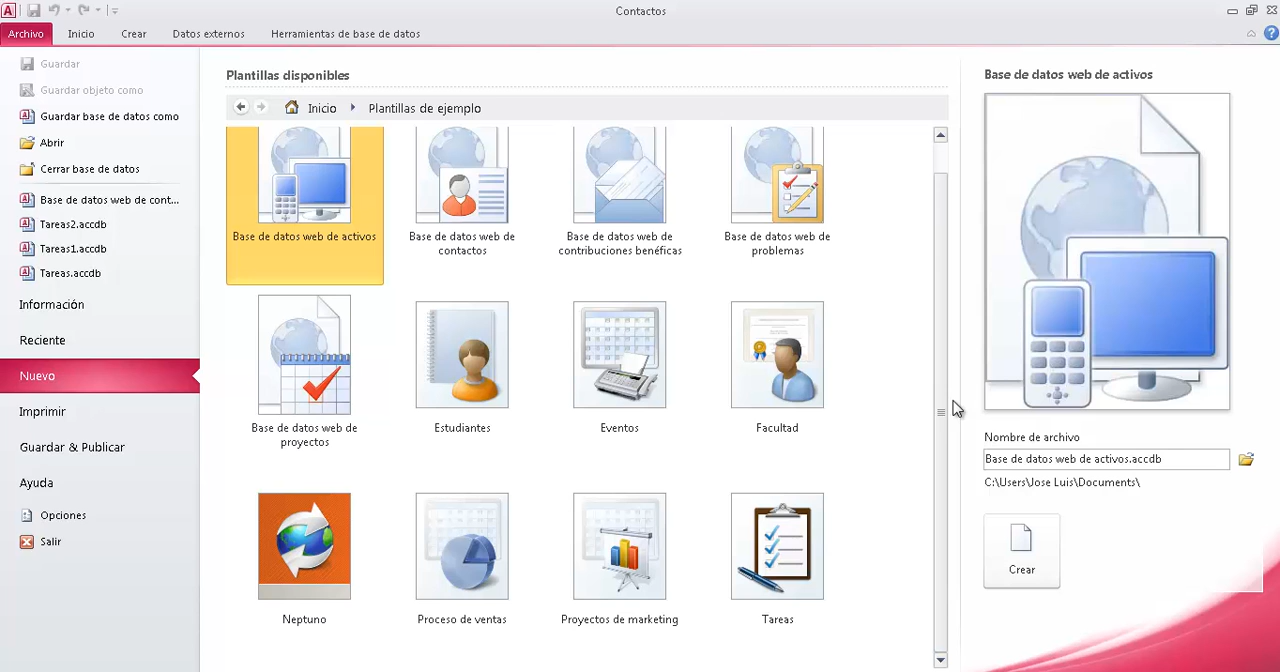 Contactos
Archivo
Inicio
Crear
Datos externos
Herramientas de base de datos
Guardar
Guardar objeto como
Guardar base de datos como
Abrir
Cerrar base de datos
Base de datos web de cont...
Tareas2.accdb
Tareas1.accdb
Tareas.accdb
Información
Reciente
Nuevo
Imprimir
Guardar & Publicar
Ayuda
Opciones
Salir
Plantillas disponibles
Inicio
Plantillas de ejemplo
Base de datos web de activos
Base de datos web de
contactos
Base de datos web de
contribuciones benéficas
Base de datos web de
problemas
Base de datos web de
proyectos
Estudiantes
Eventos
Facultad
Neptuno
Proceso de ventas
Proyectos de marketing
Tareas
Base de datos web de activos
Nombre de archivo
Base de datos web de activos.accdb
C:\Users\Jose Luis\Documents\
Crear